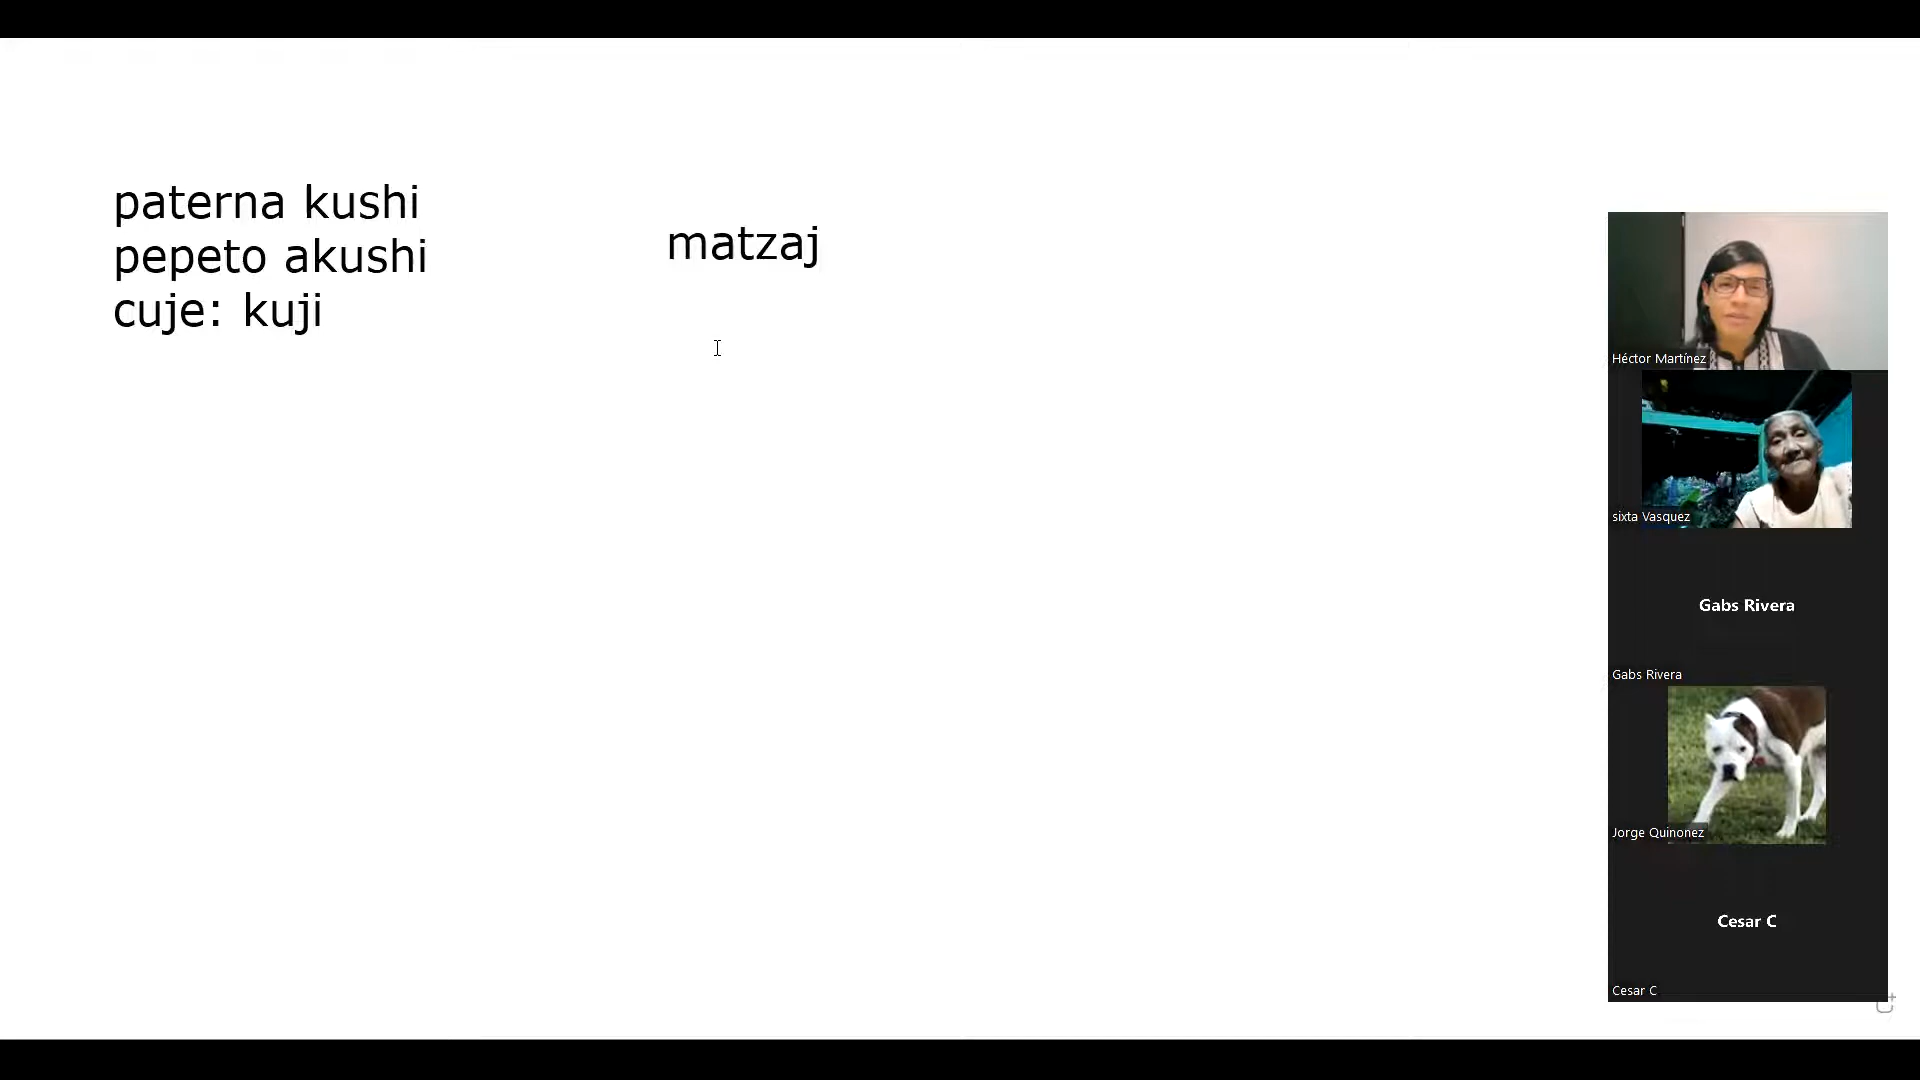 paterna kushi
pepeto akushi
cuje: kuji
matzaj
Héctor Martínez
sixta Vasquez
Gabs Rivera
Gabs Rivera
Jorge Quinonez
Cesar C
Cesar C